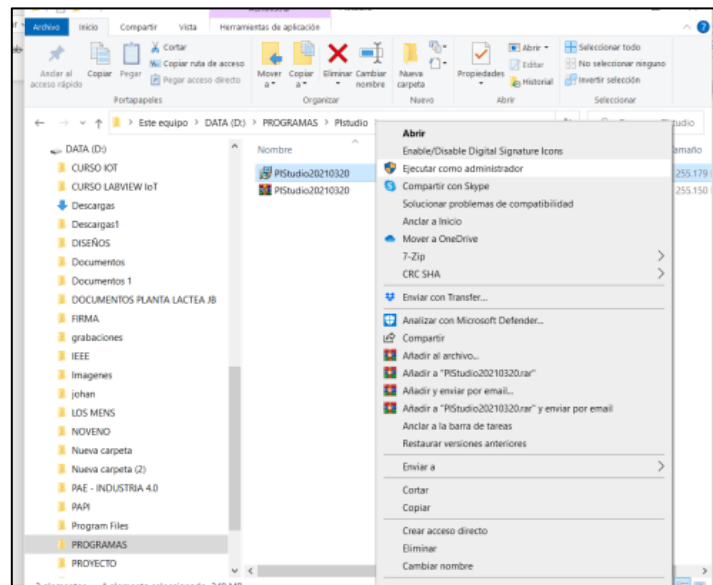 Herramientas de aplicación
Archivo Inicio Compartir Vista
Andar al acceso rápido
Copiar
Pegar
Cortar
Copiar ruta de acceso
Pegar acceso directo
Mover a
Copiar a
Eliminar
Cambiar nombre
Nueva carpeta
Propiedades
Abrir
Editar
Historial
Seleccionar todo
No seleccionar ninguno
Invertir selección
Portapapeles Organizar Nuevo Abrir Seleccionar
Este equipo > DATA (D:) > PROGRAMAS > PIstudio
DATA (D:)
CURSO IOT
CURSO LABVIEW IoT
Descargas
Descargas1
DISEÑOS
Documentos
Documentos 1
DOCUMENTOS PLANTA LACTEA JB
FIRMA
grabaciones
IEEE
Imagenes
johan
LOS MENS
NOVENO
Nueva carpeta
Nueva carpeta (2)
PAE - INDUSTRIA 4.0
PAPI
Program Files
PROGRAMAS
PROYECTO
Nombre
PIStudio20210320
PIStudio20210320
255.179
255.150
Abrir
Enable/Disable Digital Signature Icons
Ejecutar como administrador
Compartir con Skype
Solucionar problemas de compatibilidad
Anclar a Inicio
Mover a OneDrive
7-Zip
CRC SHA
Enviar con Transfer...
Analizar con Microsoft Defender...
Compartir
Añadir al archivo...
Añadir a "PIStudio20210320.rar"
Añadir y enviar por email...
Añadir a "PIStudio20210320.rar" y enviar por email
Anclar a la barra de tareas
Restaurar versiones anteriores
Enviar a
Cortar
Copiar
Crear acceso directo
Eliminar
Cambiar nombre